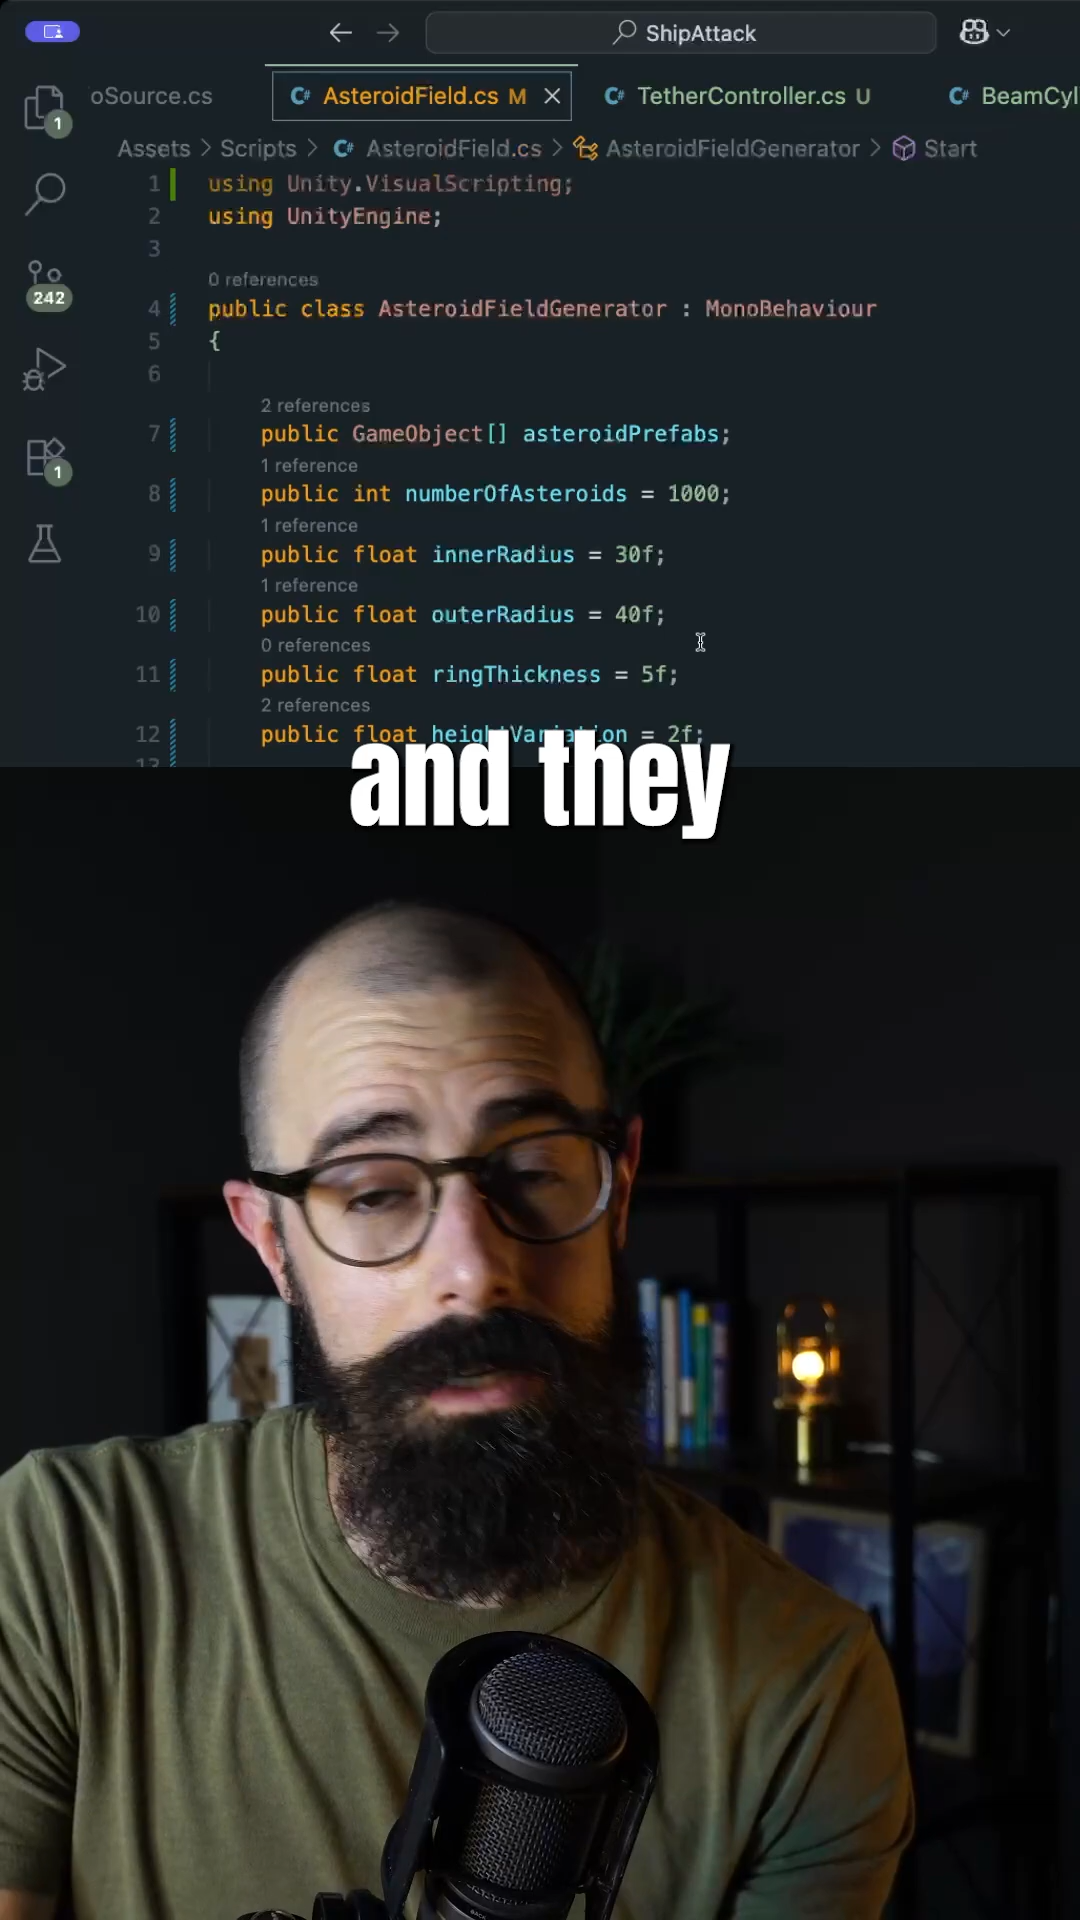 ShipAttack
oSource.cs
C# AsteroidField.cs M
C# TetherController.cs U
C# BeamCyl
Assets > Scripts > C# AsteroidField.cs > AsteroidFieldGenerator > Start
1
1 using Unity.VisualScripting;
2 using UnityEngine;
3
242
0 references
4 public class AsteroidFieldGenerator : MonoBehaviour
5 {
6
2 references
7 public GameObject[] asteroidPrefabs;
1 reference
1
8 public int numberOfAsteroids = 1000;
1 reference
9 public float innerRadius = 30f;
1 reference
10 public float outerRadius = 40f;
0 references
11 public float ringThickness = 5f;
2 references
12 public float heightVariation = 2f;
13
and they
BACK